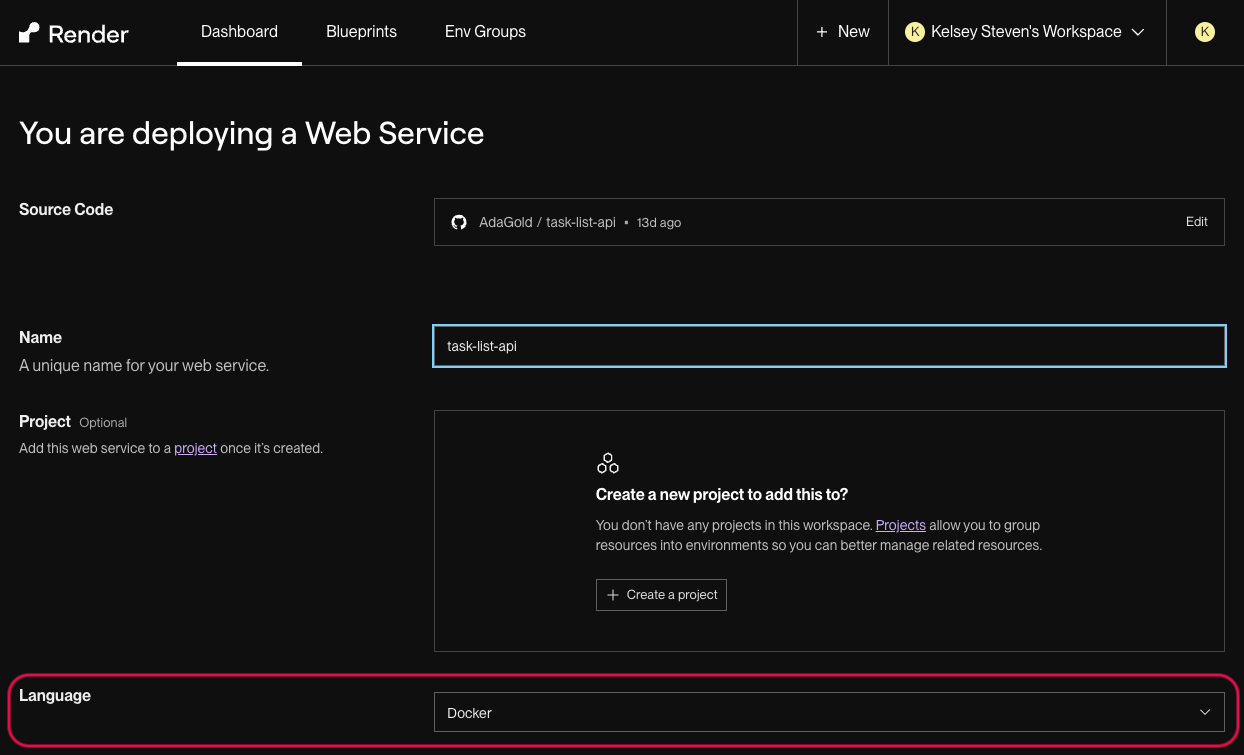 Render Dashboard Blueprints Env Groups + New K Kelsey Steven's Workspace K
You are deploying a Web Service
Source Code
AdaGold / task-list-api • 13d ago Edit
Name
A unique name for your web service.
task-list-api
Project Optional
Add this web service to a project once it's created.
Create a new project to add this to?
You don't have any projects in this workspace. Projects allow you to group
resources into environments so you can better manage related resources.
+ Create a project
Language
Docker